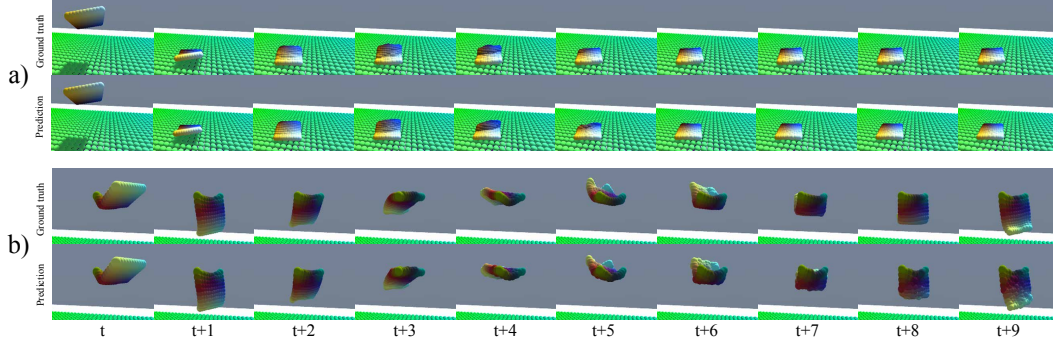 a)
Ground truth
Prediction
b)
Ground truth
Prediction
t t+1 t+2 t+3 t+4 t+5 t+6 t+7 t+8 t+9